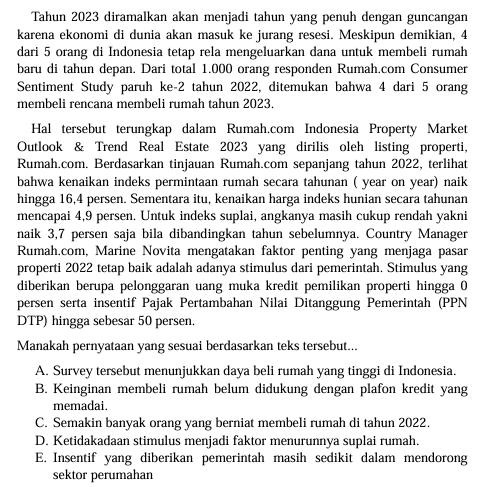 Tahun 2023 diramalkan akan menjadi tahun yang penuh dengan guncangan
karena ekonomi di dunia akan masuk ke jurang resesi. Meskipun demikian, 4
dari 5 orang di Indonesia tetap rela mengeluarkan dana untuk membeli rumah
baru di tahun depan. Dari total 1.000 orang responden Rumah.com Consumer
Sentiment Study paruh ke-2 tahun 2022, ditemukan bahwa 4 dari 5 orang
membeli rencana membeli rumah tahun 2023.
Hal tersebut terungkap dalam Rumah.com Indonesia Property Market
Outlook & Trend Real Estate 2023 yang dirilis oleh listing properti,
Rumah.com. Berdasarkan tinjauan Rumah.com sepanjang tahun 2022, terlihat
bahwa kenaikan indeks permintaan rumah secara tahunan ( year on year) naik
hingga 16,4 persen. Sementara itu, kenaikan harga indeks hunian secara tahunan
mencapai 4,9 persen. Untuk indeks suplai, angkanya masih cukup rendah yakni
naik 3,7 persen saja bila dibandingkan tahun sebelumnya. Country Manager
Rumah.com, Marine Novita mengatakan faktor penting yang menjaga pasar
properti 2022 tetap baik adalah adanya stimulus dari pemerintah. Stimulus yang
diberikan berupa pelonggaran uang muka kredit pemilikan properti hingga 0
persen serta insentif Pajak Pertambahan Nilai Ditanggung Pemerintah (PPN
DTP) hingga sebesar 50 persen.
Manakah pernyataan yang sesuai berdasarkan teks tersebut...
A. Survey tersebut menunjukkan daya beli rumah yang tinggi di Indonesia.
B. Keinginan membeli rumah belum didukung dengan plafon kredit yang
memadai.
C. Semakin banyak orang yang berniat membeli rumah di tahun 2022.
D. Ketidakadaan stimulus menjadi faktor menurunnya suplai rumah.
E. Insentif yang diberikan pemerintah masih sedikit dalam mendorong
sektor perumahan